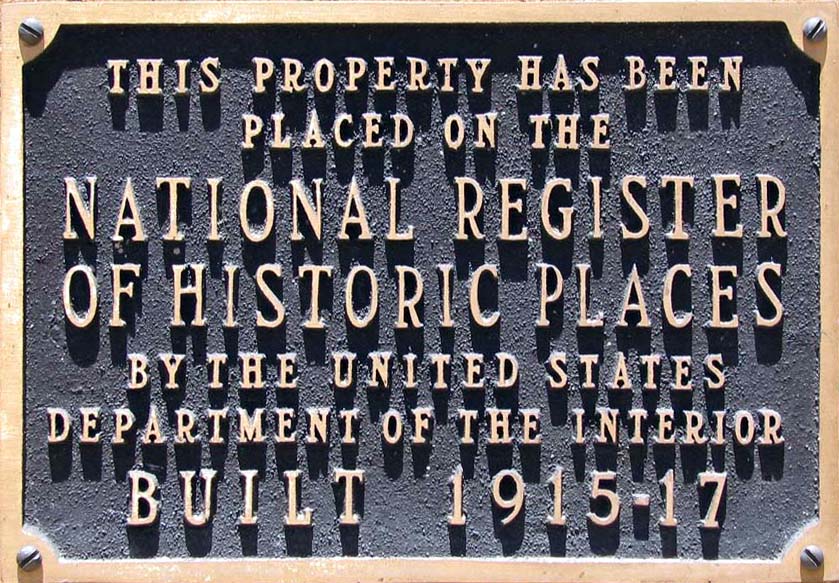 THIS PROPERTY HAS BEEN
PLACED ON THE
NATIONAL REGISTER
OF HISTORIC PLACES
BY THE UNITED STATES
DEPARTMENT OF THE INTERIOR
BUILT 1915-17